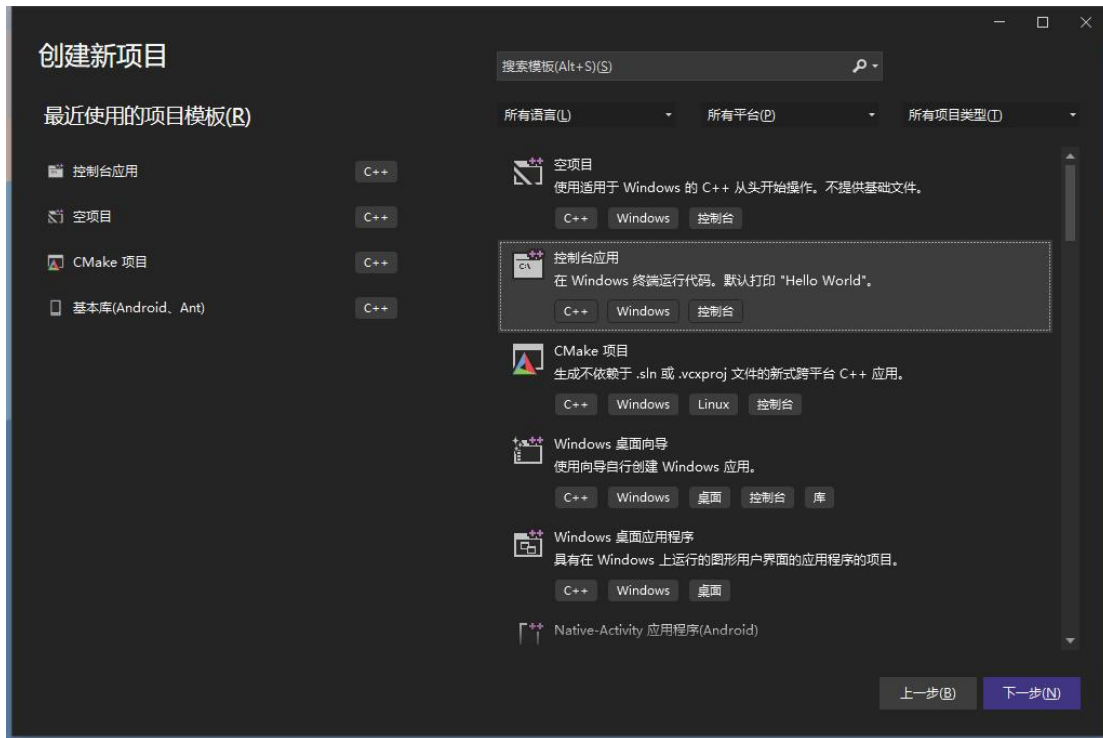 创建新项目
搜索模板(Alt+S)(S)
最近使用的项目模板(R)
所有语言(L)
所有平台(P)
所有项目类型(T)
控制台应用
C++
空项目
C++
CMake 项目
C++
基本库(Android、Ant)
C++
空项目
使用适用于 Windows 的 C++ 从头开始操作。不提供基础文件。
C++ Windows 控制台
控制台应用
在 Windows 终端运行代码。默认打印 "Hello World"。
C++ Windows 控制台
CMake 项目
生成不依赖于 .sln 或 .vcxproj 文件的新式跨平台 C++ 应用。
C++ Windows Linux 控制台
Windows 桌面向导
使用向导自行创建 Windows 应用。
C++ Windows 桌面 控制台 库
Windows 桌面应用程序
具有在 Windows 上运行的图形用户界面的应用程序的项目。
C++ Windows 桌面
Native-Activity 应用程序(Android)
上一步(B)
下一步(N)